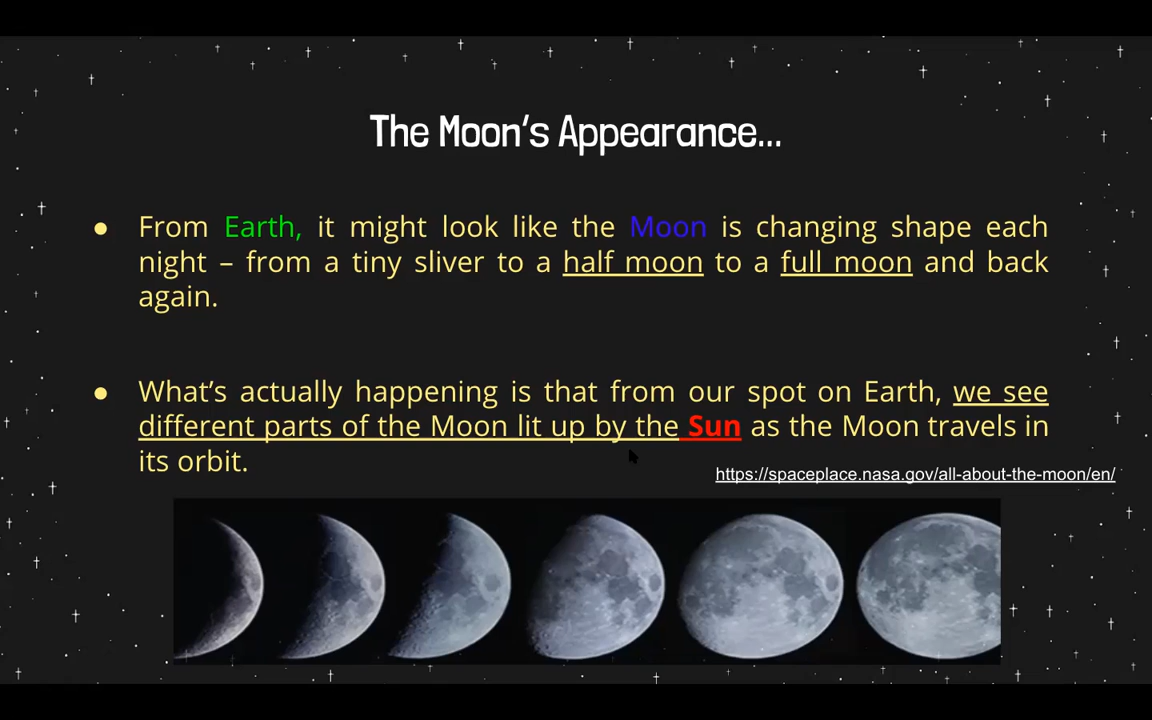 The Moon's Appearance...
● From Earth, it might look like the Moon is changing shape each
night – from a tiny sliver to a half moon to a full moon and back
again.
● What's actually happening is that from our spot on Earth, we see
different parts of the Moon lit up by the Sun as the Moon travels in
its orbit.
https://spaceplace.nasa.gov/all-about-the-moon/en/